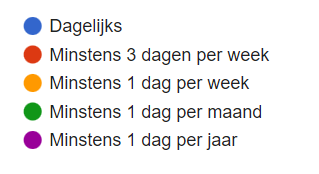 Dagelijks
Minstens 3 dagen per week
Minstens 1 dag per week
Minstens 1 dag per maand
Minstens 1 dag per jaar